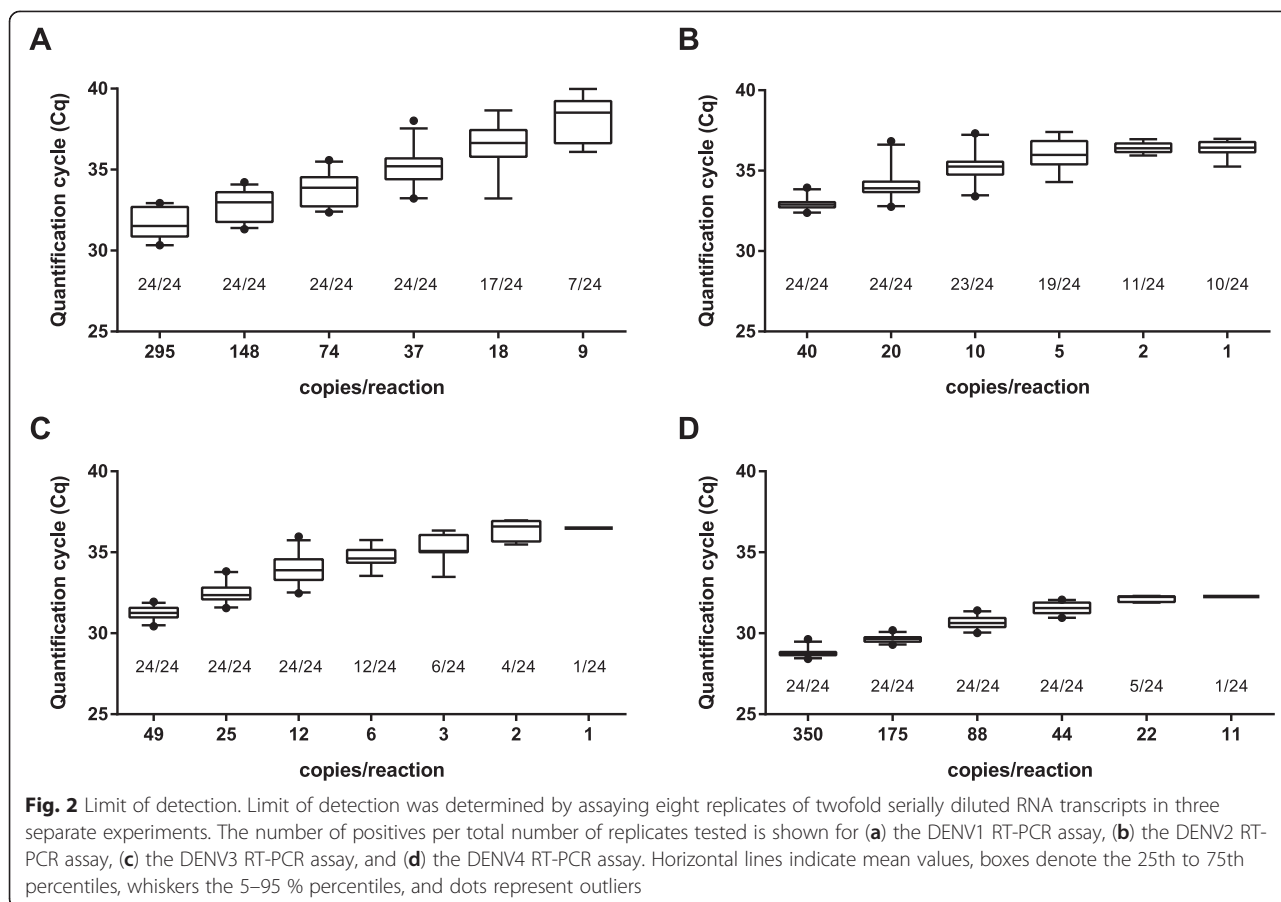 A
Quantification cycle (Cq)
40
35
30
25
24/24 24/24 24/24 24/24 17/24 7/24
295 148 74 37 18 9
copies/reaction
B
Quantification cycle (Cq)
40
35
30
25
24/24 24/24 23/24 19/24 11/24 10/24
40 20 10 5 2 1
copies/reaction
C
Quantification cycle (Cq)
40
35
30
25
24/24 24/24 24/24 12/24 6/24 4/24 1/24
49 25 12 6 3 2 1
copies/reaction
D
Quantification cycle (Cq)
40
35
30
25
24/24 24/24 24/24 24/24 5/24 1/24
350 175 88 44 22 11
copies/reaction
Fig. 2 Limit of detection. Limit of detection was determined by assaying eight replicates of twofold serially diluted RNA transcripts in three
separate experiments. The number of positives per total number of replicates tested is shown for (a) the DENV1 RT-PCR assay, (b) the DENV2 RT-
PCR assay, (c) the DENV3 RT-PCR assay, and (d) the DENV4 RT-PCR assay. Horizontal lines indicate mean values, boxes denote the 25th to 75th
percentiles, whiskers the 5–95 % percentiles, and dots represent outliers